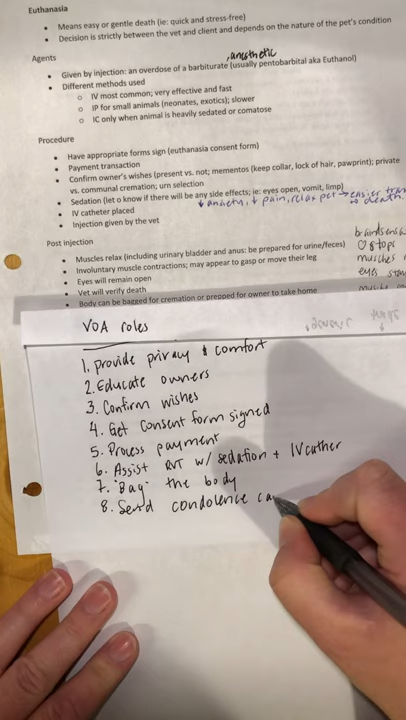 Euthanasia
• Means easy or gentle death (ie: quick and stress-free)
• Decision is strictly between the vet and client and depends on the nature of the pet's condition
Agents
anesthetic
• Given by injection: an overdose of a barbiturate (usually pentobarbital aka Euthanol)
• Different methods used
o IV most common; very effective and fast
o IP for small animals (neonates, exotics); slower
o IC only when animal is heavily sedated or comatose
Procedure
• Have appropriate forms sign (euthanasia consent form)
• Payment transaction
• Confirm owner's wishes (present vs. not; mementos (keep collar, lock of hair, pawprint); private
vs. communal cremation; urn selection
• Sedation (let o know if there will be any side effects; ie: eyes open, vomit, limp)
↓ anxiety, ↓ pain, relax pet → easier
to death.
• IV catheter placed
• Injection given by the vet
Post injection
• Muscles relax (including urinary bladder and anus: be prepared for urine/feces)
• Involuntary muscle contractions; may appear to gasp or move their leg
• Eyes will remain open
• Vet will verify death
• Body can be bagged for cremation or prepped for owner to take home
muscles
eyes
VOA roles
1. provide privacy & comfort
2. Educate owners
3. Confirm wishes
4. Get Consent form signed
5. Process payment
6. Assist RVT w/ sedation + IV cather
7. "Bag" the body
8. Send condolence ca